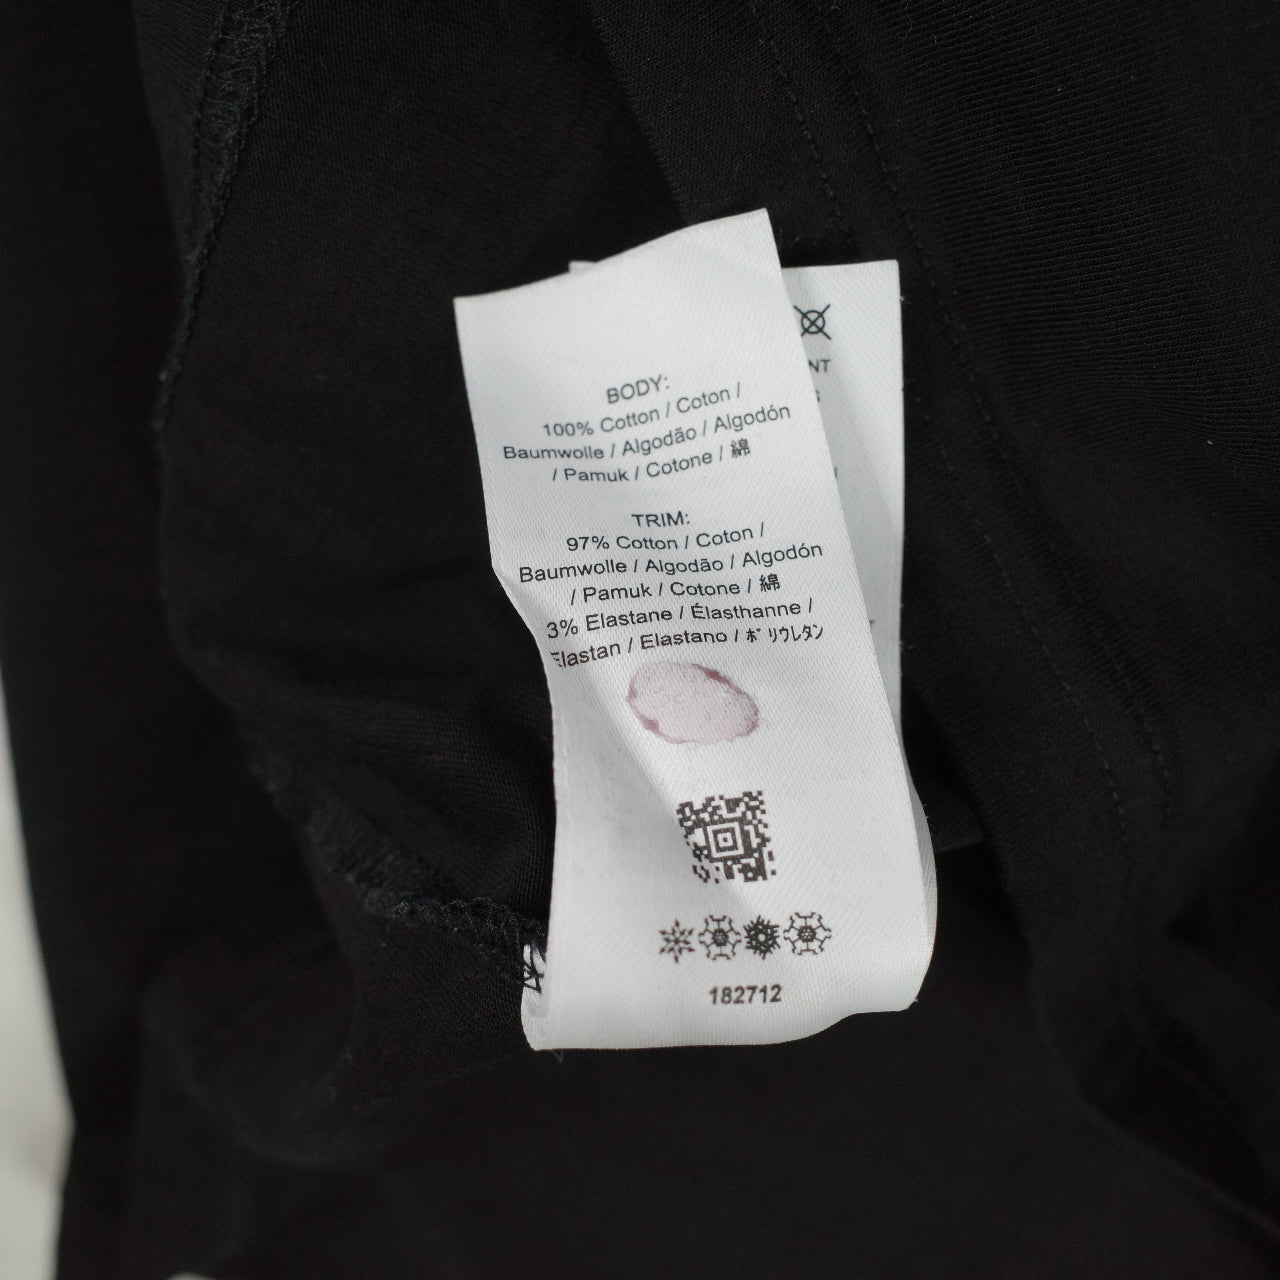 BODY:
100% Cotton / Coton /
Baumwolle / Algodão / Algodón
/ Pamuk / Cotone / 綿
TRIM:
97% Cotton / Coton /
Baumwolle / Algodão / Algodón
/ Pamuk / Cotone / 綿
3% Elastane / Élasthanne /
Elastan / Elastano / ポリウレタン
182712
NT